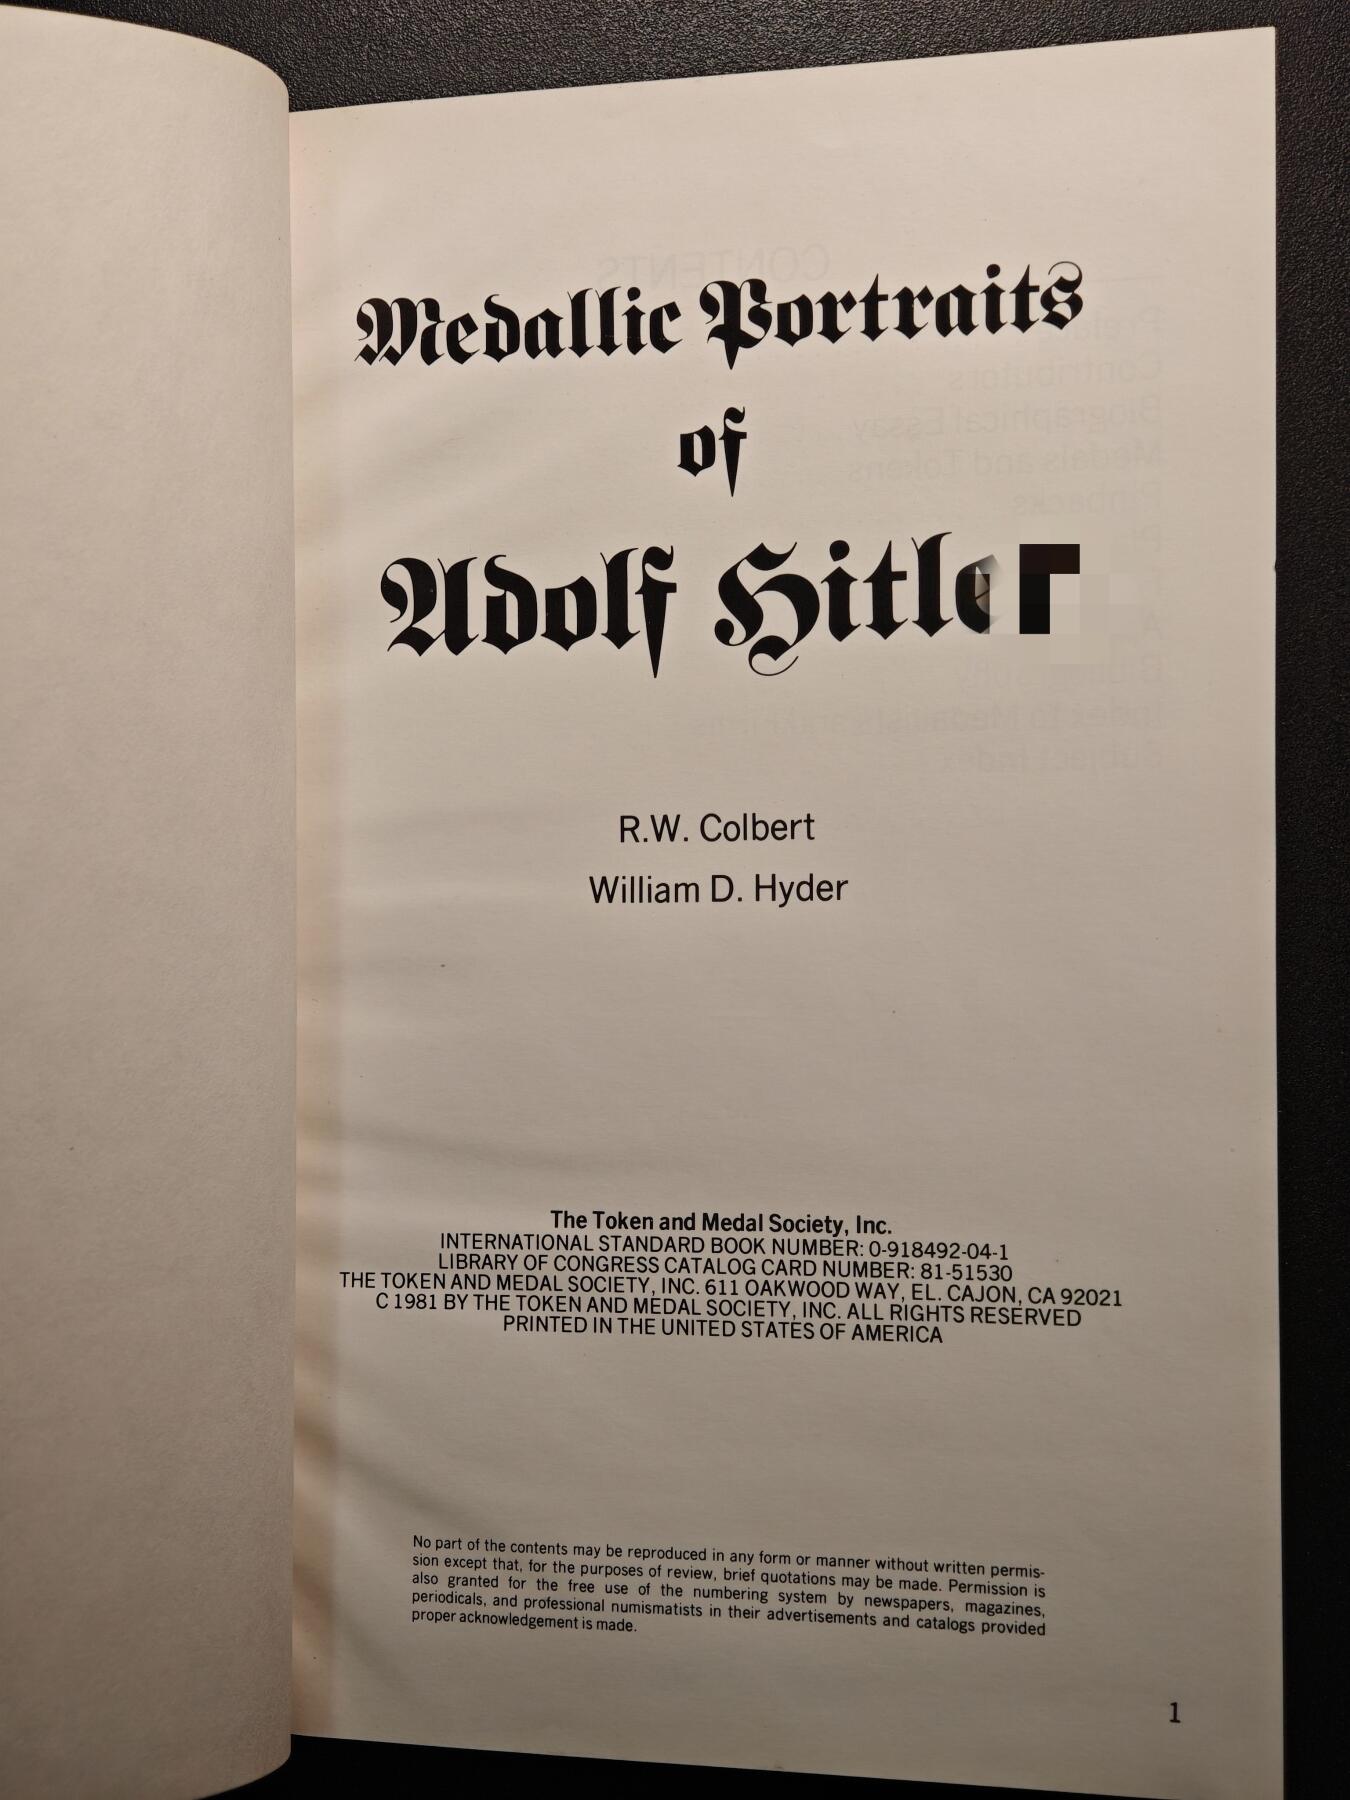 Medallic Portraits
of
Adolf Hitler
R.W. Colbert
William D. Hyder
The Token and Medal Society, Inc.
INTERNATIONAL STANDARD BOOK NUMBER: 0-918492-04-1
LIBRARY OF CONGRESS CATALOG CARD NUMBER: 81-51530
THE TOKEN AND MEDAL SOCIETY, INC. 611 OAKWOOD WAY, EL. CAJON, CA 92021
C 1981 BY THE TOKEN AND MEDAL SOCIETY, INC. ALL RIGHTS RESERVED
PRINTED IN THE UNITED STATES OF AMERICA
No part of the contents may be reproduced in any form or manner without written permis-
sion except that, for the purposes of review, brief quotations may be made. Permission is
also granted for the free use of the numbering system by newspapers, magazines,
periodicals, and professional numismatists in their advertisements and catalogs provided
proper acknowledgement is made.
1